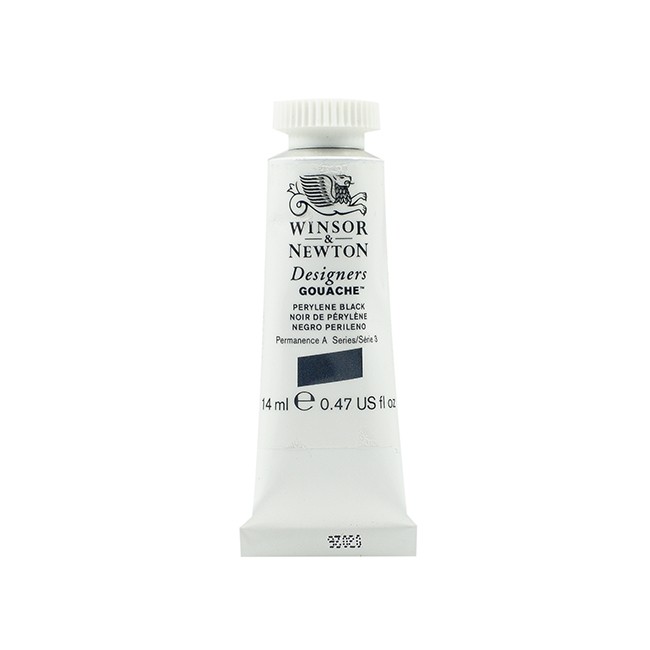 WINSOR
&
NEWTON
Designers
GOUACHE™
PERYLENE BLACK
NOIR DE PÉRYLÈNE
NEGRO PERILENO
Permanence A Series/Série 3
14 ml ℮ 0.47 US fl oz